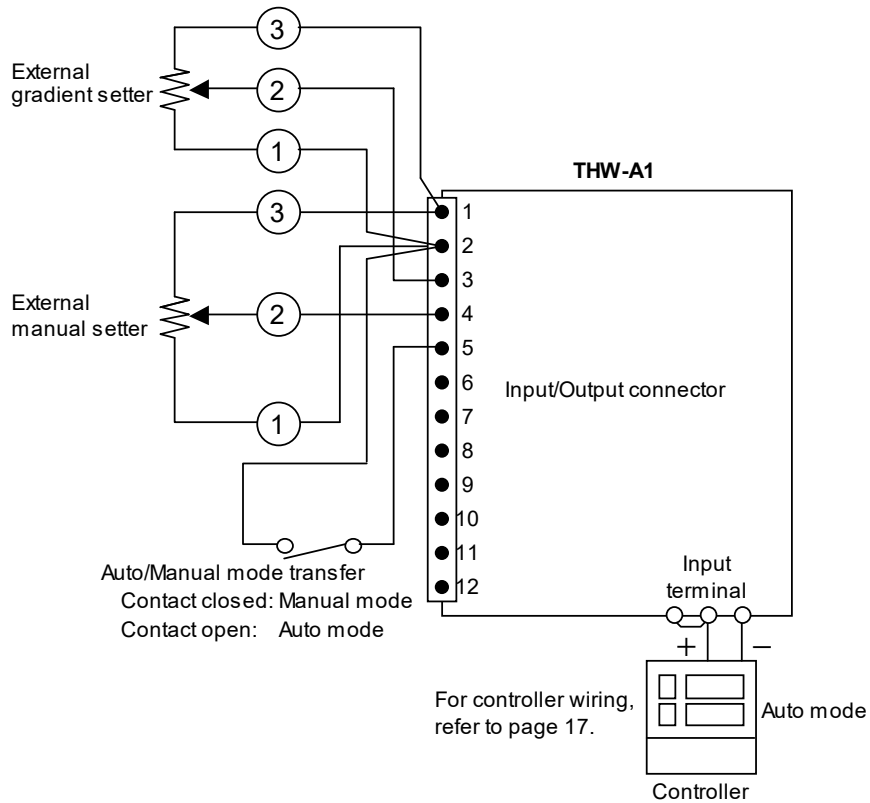 3
External
gradient setter
2
1
THW-A1
3
1
2
3
External
manual setter
2
4
5
6
Input/Output connector
7
1
8
9
10
11
12
Auto/Manual mode transfer
Contact closed: Manual mode
Contact open: Auto mode
Input
terminal
+ −
For controller wiring,
refer to page 17.
Auto mode
Controller